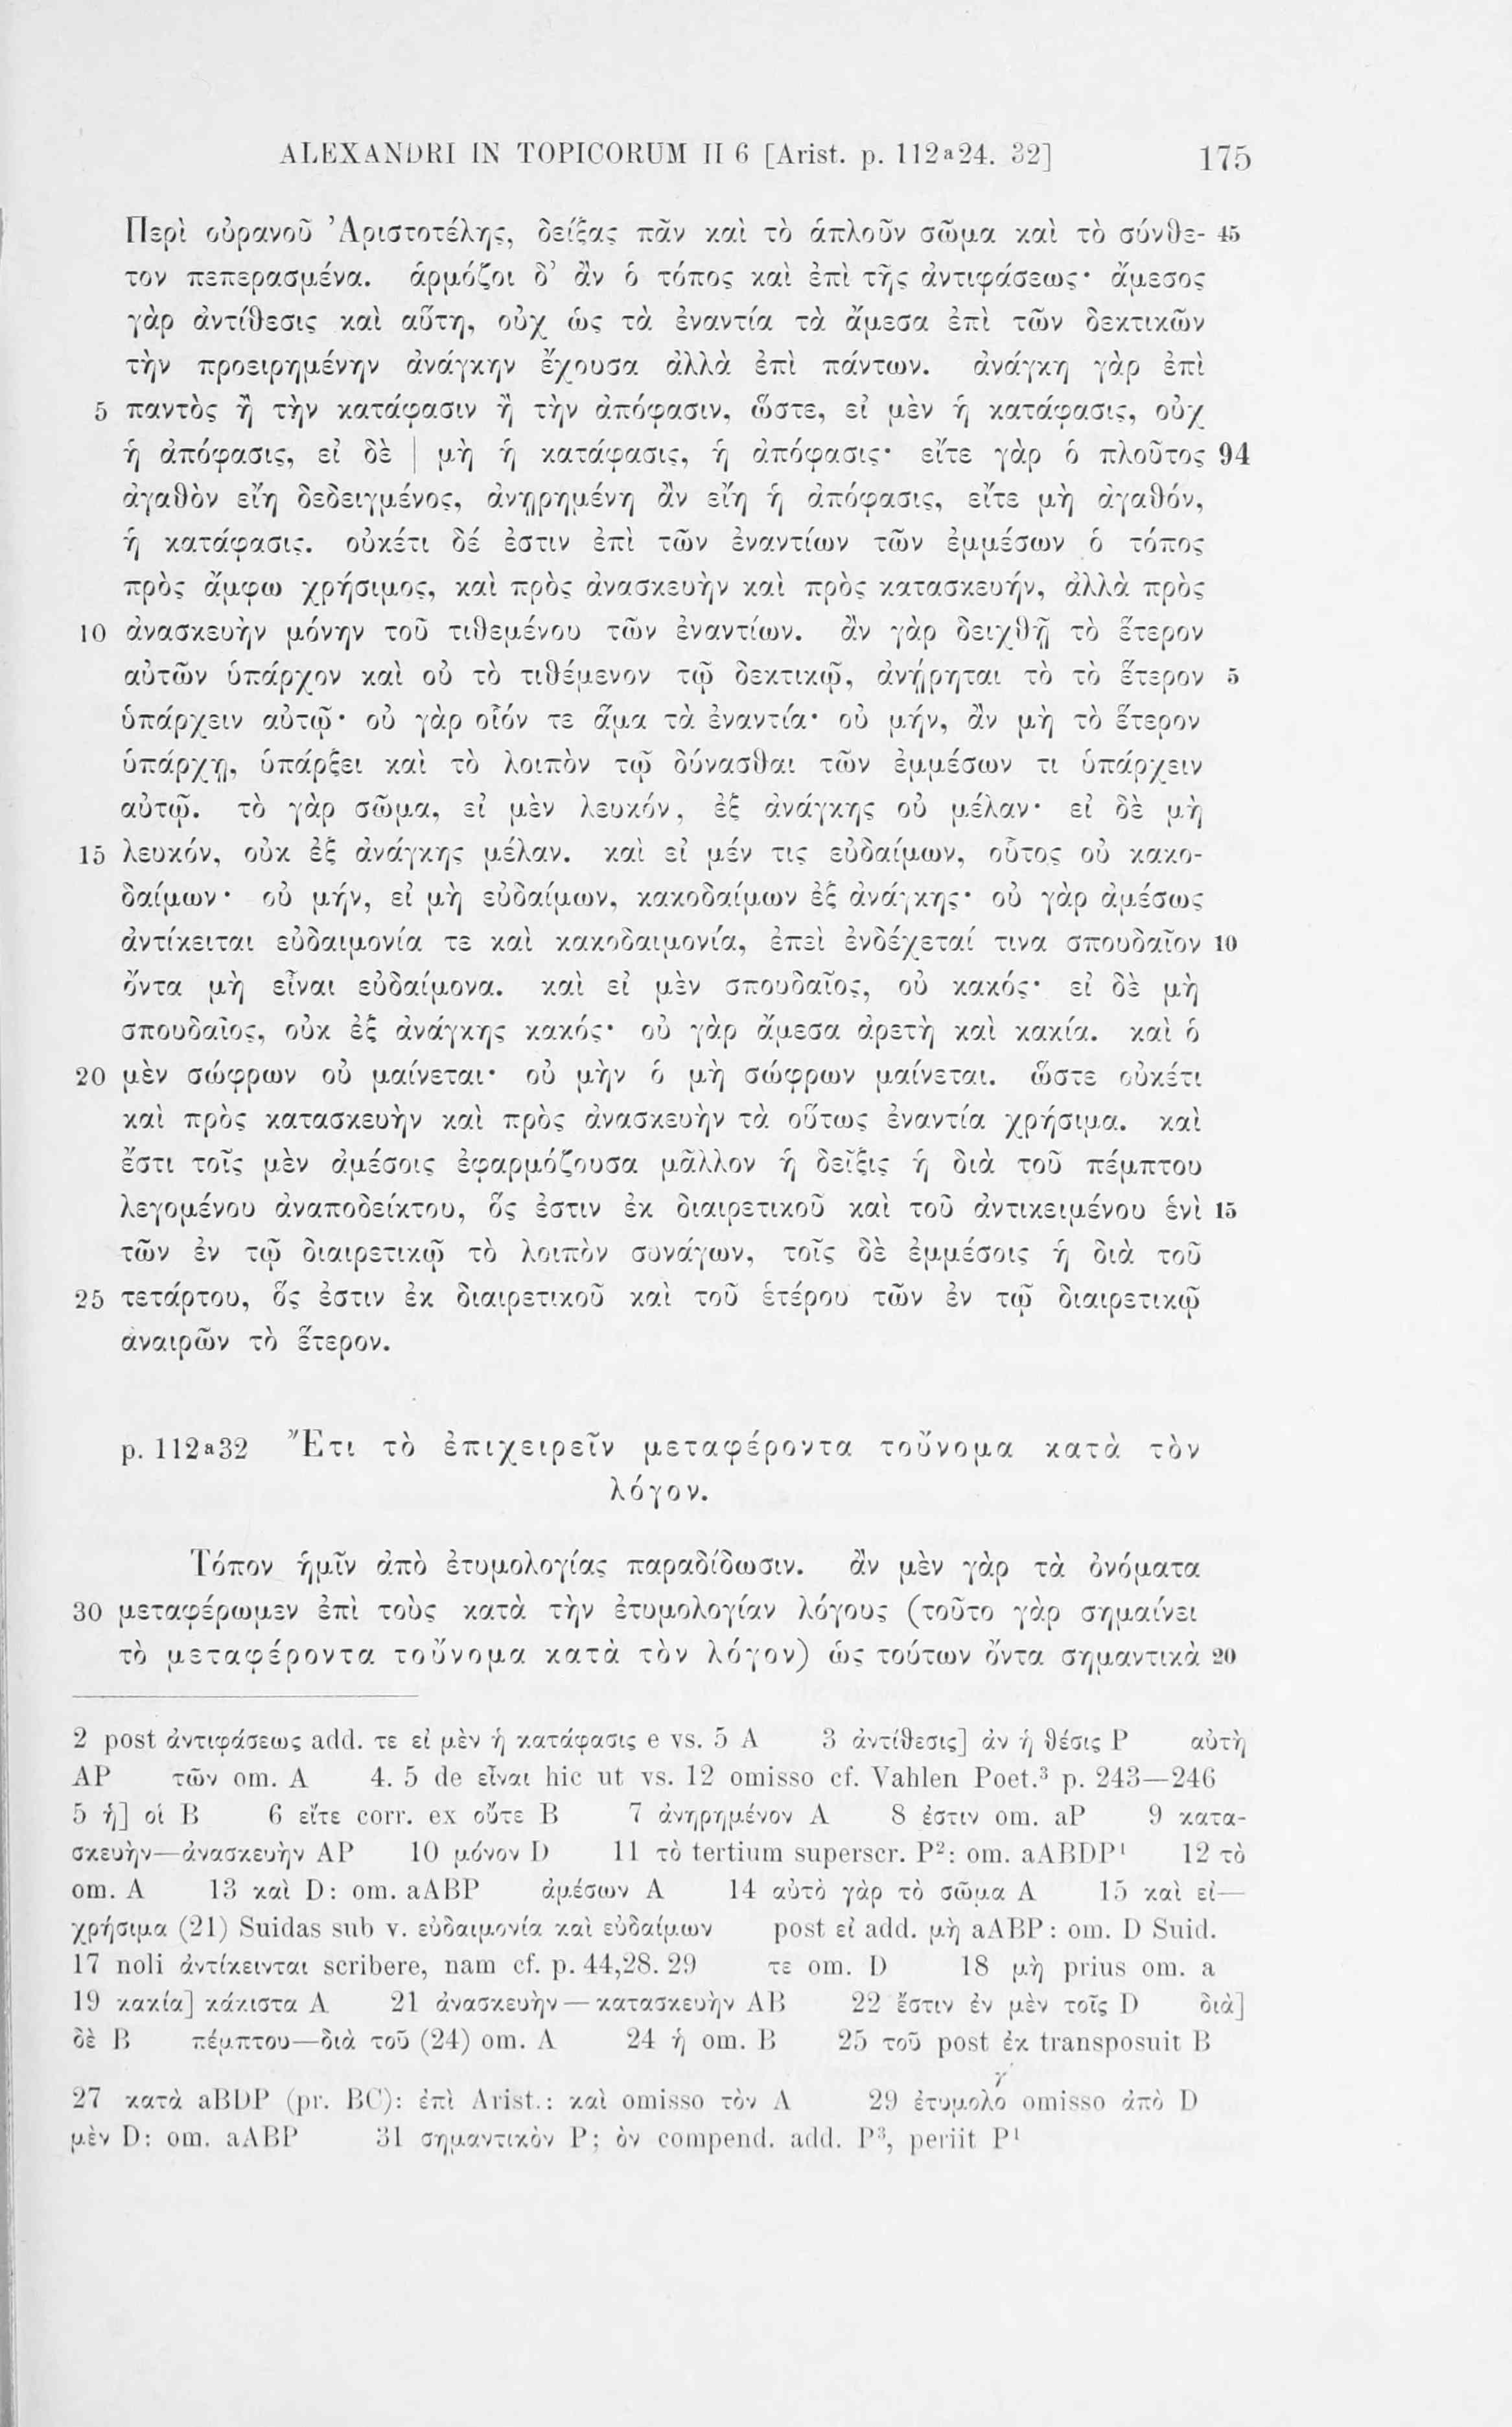 ALEXANDRI IN TOPICORUM II 6 [Arist. p. 112ª24. 32] 175
Περὶ οὐρανοῦ Ἀριστοτέλης, δείξας πᾶν καὶ τὸ ἁπλοῦν σῶμα καὶ τὸ σύνθε- 45
τον πεπερασμένα. ἁρμόζοι δ’ ἂν ὁ τόπος καὶ ἐπὶ τῆς ἀντιφάσεως· ἄμεσος
γὰρ ἀντίθεσις καὶ αὕτη, οὐχ ὡς τὰ ἐναντία τὰ ἄμεσα ἐπὶ τῶν δεκτικῶν
τὴν προειρημένην ἀνάγκην ἔχουσα ἀλλὰ ἐπὶ πάντων. ἀνάγκη γὰρ ἐπὶ
5 παντὸς ἢ τὴν κατάφασιν ἢ τὴν ἀπόφασιν, ὥστε, εἰ μὲν ἡ κατάφασις, οὐχ
ἡ ἀπόφασις, εἰ δὲ | μὴ ἡ κατάφασις, ἡ ἀπόφασις· εἴτε γὰρ ὁ πλοῦτος 94
ἀγαθὸν εἴη δεδειγμένος, ἀνῃρημένη ἂν εἴη ἡ ἀπόφασις, εἴτε μὴ ἀγαθόν,
ἡ κατάφασις. οὐκέτι δέ ἐστιν ἐπὶ τῶν ἐναντίων τῶν ἐμμέσων ὁ τόπος
πρὸς ἄμφω χρήσιμος, καὶ πρὸς ἀνασκευὴν καὶ πρὸς κατασκευήν, ἀλλὰ πρὸς
10 ἀνασκευὴν μόνην τοῦ τιθεμένου τῶν ἐναντίων. ἂν γὰρ δειχθῇ τὸ ἕτερον
αὐτῶν ὑπάρχον καὶ οὐ τὸ τιθέμενον τῷ δεκτικῷ, ἀνῄρηται τὸ τὸ ἕτερον 5
ὑπάρχειν αὐτῷ· οὐ γὰρ οἷόν τε ἅμα τὰ ἐναντία· οὐ μήν, ἂν μὴ τὸ ἕτερον
ὑπάρχῃ, ὑπάρξει καὶ τὸ λοιπὸν τῷ δύνασθαι τῶν ἐμμέσων τι ὑπάρχειν
αὐτῷ. τὸ γὰρ σῶμα, εἰ μὲν λευκόν, ἐξ ἀνάγκης οὐ μέλαν· εἰ δὲ μὴ
15 λευκόν, οὐκ ἐξ ἀνάγκης μέλαν. καὶ εἰ μέν τις εὐδαίμων, οὗτος οὐ κακο-
δαίμων· οὐ μήν, εἰ μὴ εὐδαίμων, κακοδαίμων ἐξ ἀνάγκης· οὐ γὰρ ἀμέσως
ἀντίκειται εὐδαιμονία τε καὶ κακοδαιμονία, ἐπεὶ ἐνδέχεταί τινα σπουδαῖον 10
ὄντα μὴ εἶναι εὐδαίμονα. καὶ εἰ μὲν σπουδαῖος, οὐ κακός· εἰ δὲ μὴ
σπουδαῖος, οὐκ ἐξ ἀνάγκης κακός· οὐ γὰρ ἄμεσα ἀρετὴ καὶ κακία. καὶ ὁ
20 μὲν σώφρων οὐ μαίνεται· οὐ μὴν ὁ μὴ σώφρων μαίνεται. ὥστε οὐκέτι
καὶ πρὸς κατασκευὴν καὶ πρὸς ἀνασκευὴν τὰ οὕτως ἐναντία χρήσιμα. καὶ
ἔστι τοῖς μὲν ἀμέσοις ἐφαρμόζουσα μᾶλλον ἡ δεῖξις ἡ διὰ τοῦ πέμπτου
λεγομένου ἀναποδείκτου, ὅς ἐστιν ἐκ διαιρετικοῦ καὶ τοῦ ἀντικειμένου ἑνὶ 15
τῶν ἐν τῷ διαιρετικῷ τὸ λοιπὸν συνάγων, τοῖς δὲ ἐμμέσοις ἡ διὰ τοῦ
25 τετάρτου, ὅς ἐστιν ἐκ διαιρετικοῦ καὶ τοῦ ἑτέρου τῶν ἐν τῷ διαιρετικῷ
ἀναιρῶν τὸ ἕτερον.
p. 112ª32 Ἔτι τὸ ἐπιχειρεῖν μεταφέροντα τοὔνομα κατὰ τὸν
λόγον.
Τόπον ἡμῖν ἀπὸ ἐτυμολογίας παραδίδωσιν. ἂν μὲν γὰρ τὰ ὀνόματα
30 μεταφέρωμεν ἐπὶ τοὺς κατὰ τὴν ἐτυμολογίαν λόγους (τοῦτο γὰρ σημαίνει
τὸ μεταφέροντα τοὔνομα κατὰ τὸν λόγον) ὡς τούτων ὄντα σημαντικὰ 20
2 post ἀντιφάσεως add. τε εἰ μὲν ἡ κατάφασις e vs. 5 A 3 ἀντίθεσις] ἀν ἡ θέσις P αὐτὴ
AP τῶν om. A 4. 5 de εἶναι hic ut vs. 12 omisso cf. Vahlen Poet.³ p. 243—246
5 ἡ] οἱ B 6 εἴτε corr. ex οὔτε B 7 ἀνηρημένον A 8 ἐστιν om. aP 9 κατα-
σκευὴν—ἀνασκευὴν AP 10 μόνον D 11 τὸ tertium superscr. P²: om. aABDP¹ 12 τὸ
om. A 13 καὶ D: om. aABP ἀμέσων A 14 αὐτὸ γὰρ τὸ σῶμα A 15 καὶ εἰ—
χρήσιμα (21) Suidas sub v. εὐδαιμονία καὶ εὐδαίμων post εἰ add. μὴ aABP: om. D Suid.
17 noli ἀντίκεινται scribere, nam cf. p. 44,28. 29 τε om. D 18 μὴ prius om. a
19 κακία] κάκιστα A 21 ἀνασκευὴν—κατασκευὴν AB 22 ἔστιν ἐν μὲν τοῖς D διὰ]
δὲ B πέμπτου—διὰ τοῦ (24) om. A 24 ἡ om. B 25 τοῦ post ἐκ transposuit B
27 κατὰ aBDP (pr. BC): ἐπὶ Arist.: καὶ omisso τὸν A 29 ἐτυμολοΥ omisso ἀπὸ D
μὲν D: om. aABP 31 σημαντικὸν P; ὸν compend. add. P³, periit P¹